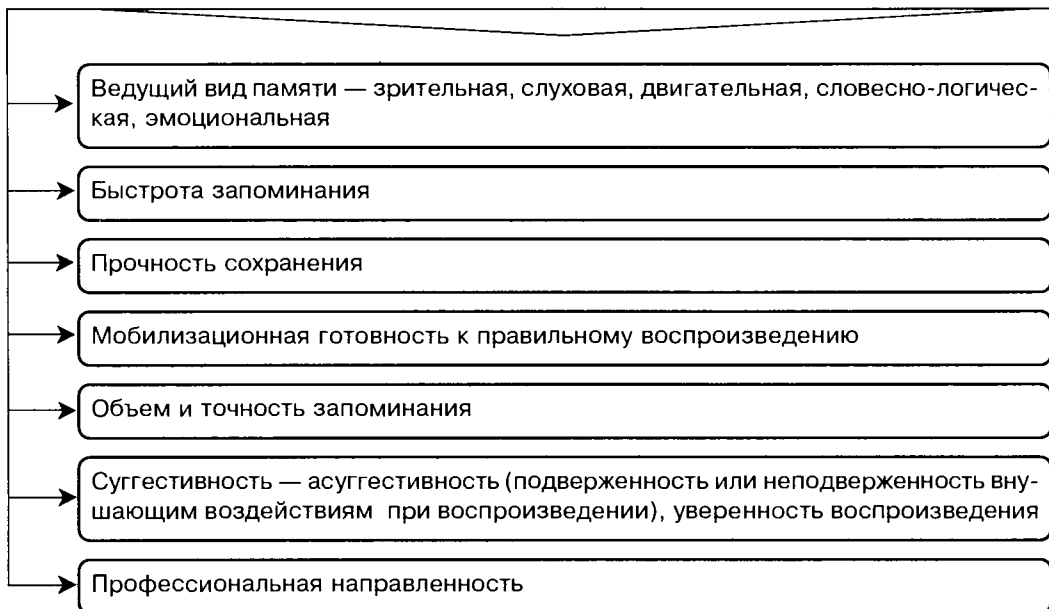 Ведущий вид памяти — зрительная, слуховая, двигательная, словесно-логичес-
кая, эмоциональная
Быстрота запоминания
Прочность сохранения
Мобилизационная готовность к правильному воспроизведению
Объем и точность запоминания
Суггестивность — асуггестивность (подверженность или неподверженность вну-
шающим воздействиям при воспроизведении), уверенность воспроизведения
Профессиональная направленность